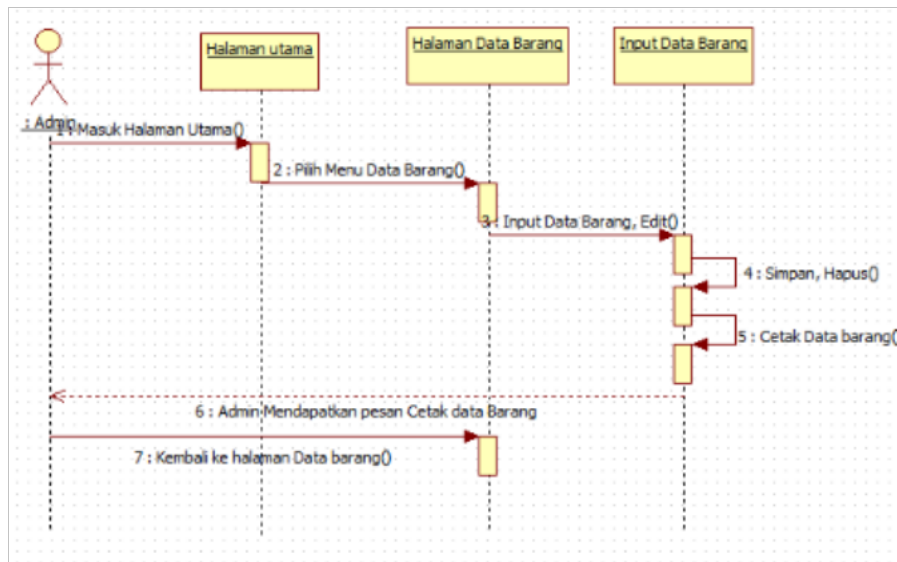 Halaman utama
Halaman Data Barang
Input Data Barang
: Admin
1 : Masuk Halaman Utama()
2 : Pilih Menu Data Barang()
3 : Input Data Barang, Edit()
4 : Simpan, Hapus()
5 : Cetak Data barang()
6 : Admin Mendapatkan pesan Cetak data Barang
7 : Kembali ke halaman Data barang()